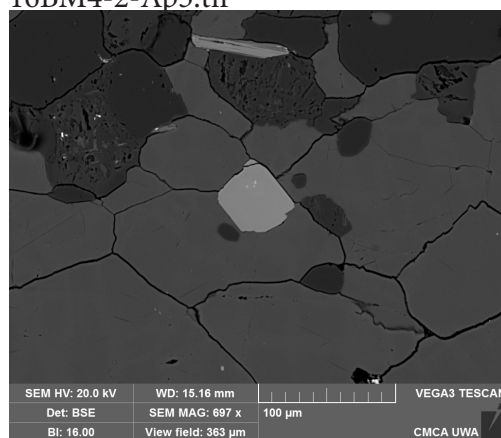 16BM4-2-Ap5.tif
SEM HV: 20.0 kV
WD: 15.16 mm
VEGA3 TESCAN
Det: BSE
SEM MAG: 697 x
100 µm
BI: 16.00
View field: 363 µm
CMCA UWA